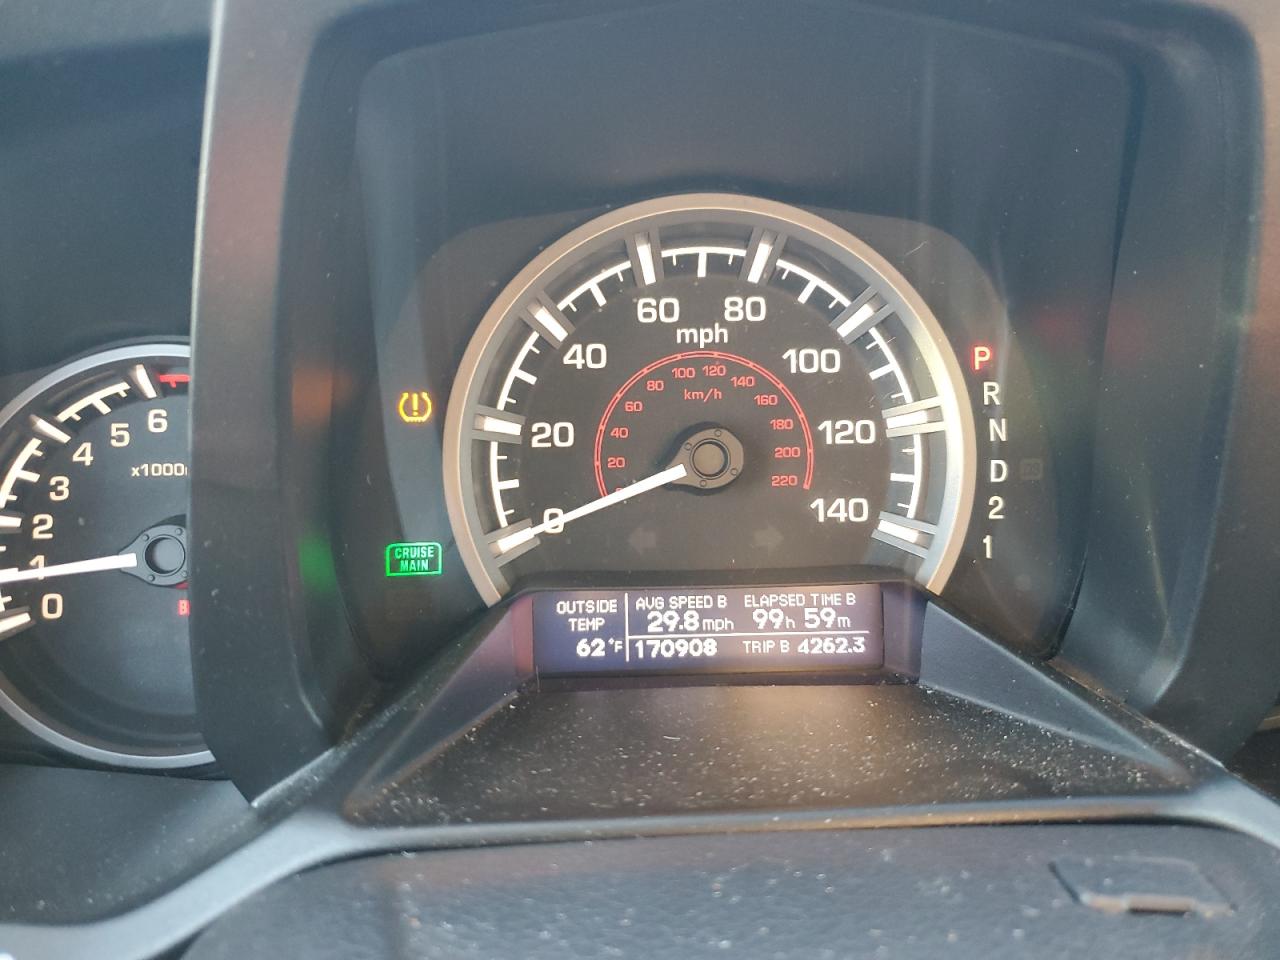 60 80
mph
40 100
100 120
80 140
km/h
60 160
20 120
40 180
20 200
220
0 140
6
5
4
x1000
3
2
1
0
P
R
N
D
2
1
CRUISE
MAIN
OUTSIDE
TEMP
62°F
AVG SPEED B ELAPSED TIME B
29.8 mph 99h 59m
170908 TRIP B 4262.3